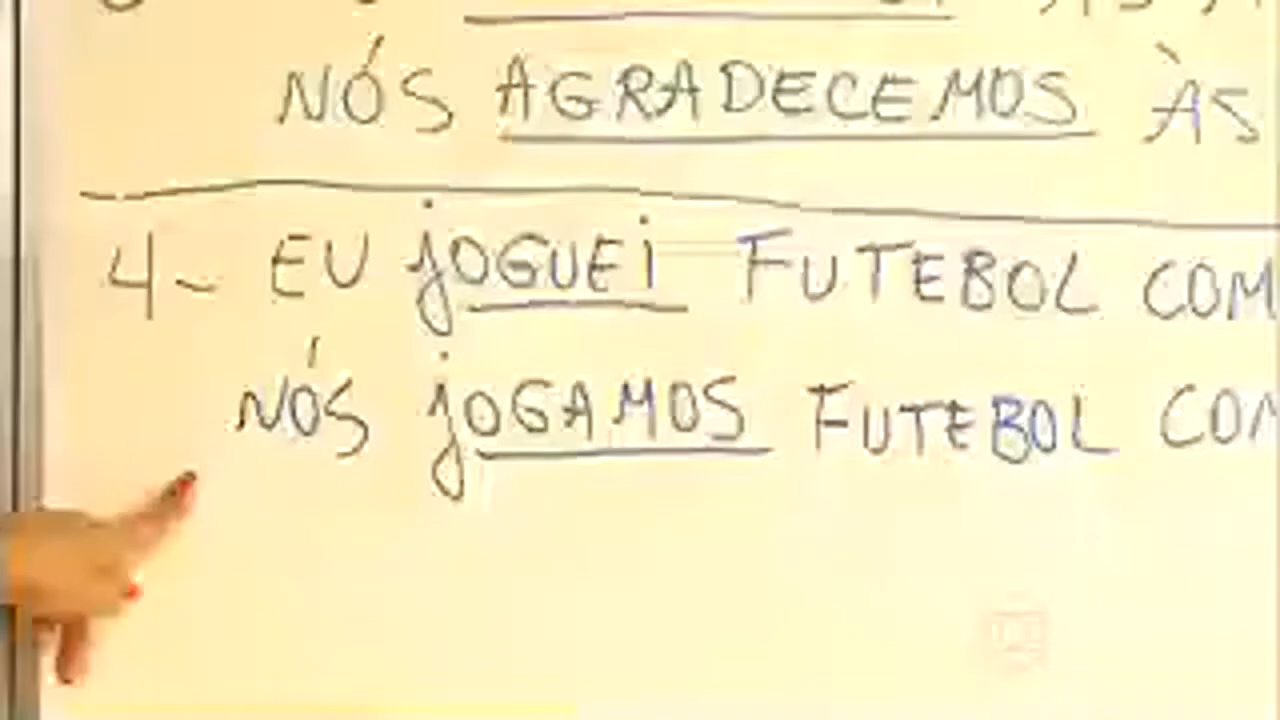 NÓS AGRADECEMOS ÀS
4- EU jOGUEi FUTEBOL COM
NÓS jOGAMOS FUTEBOL